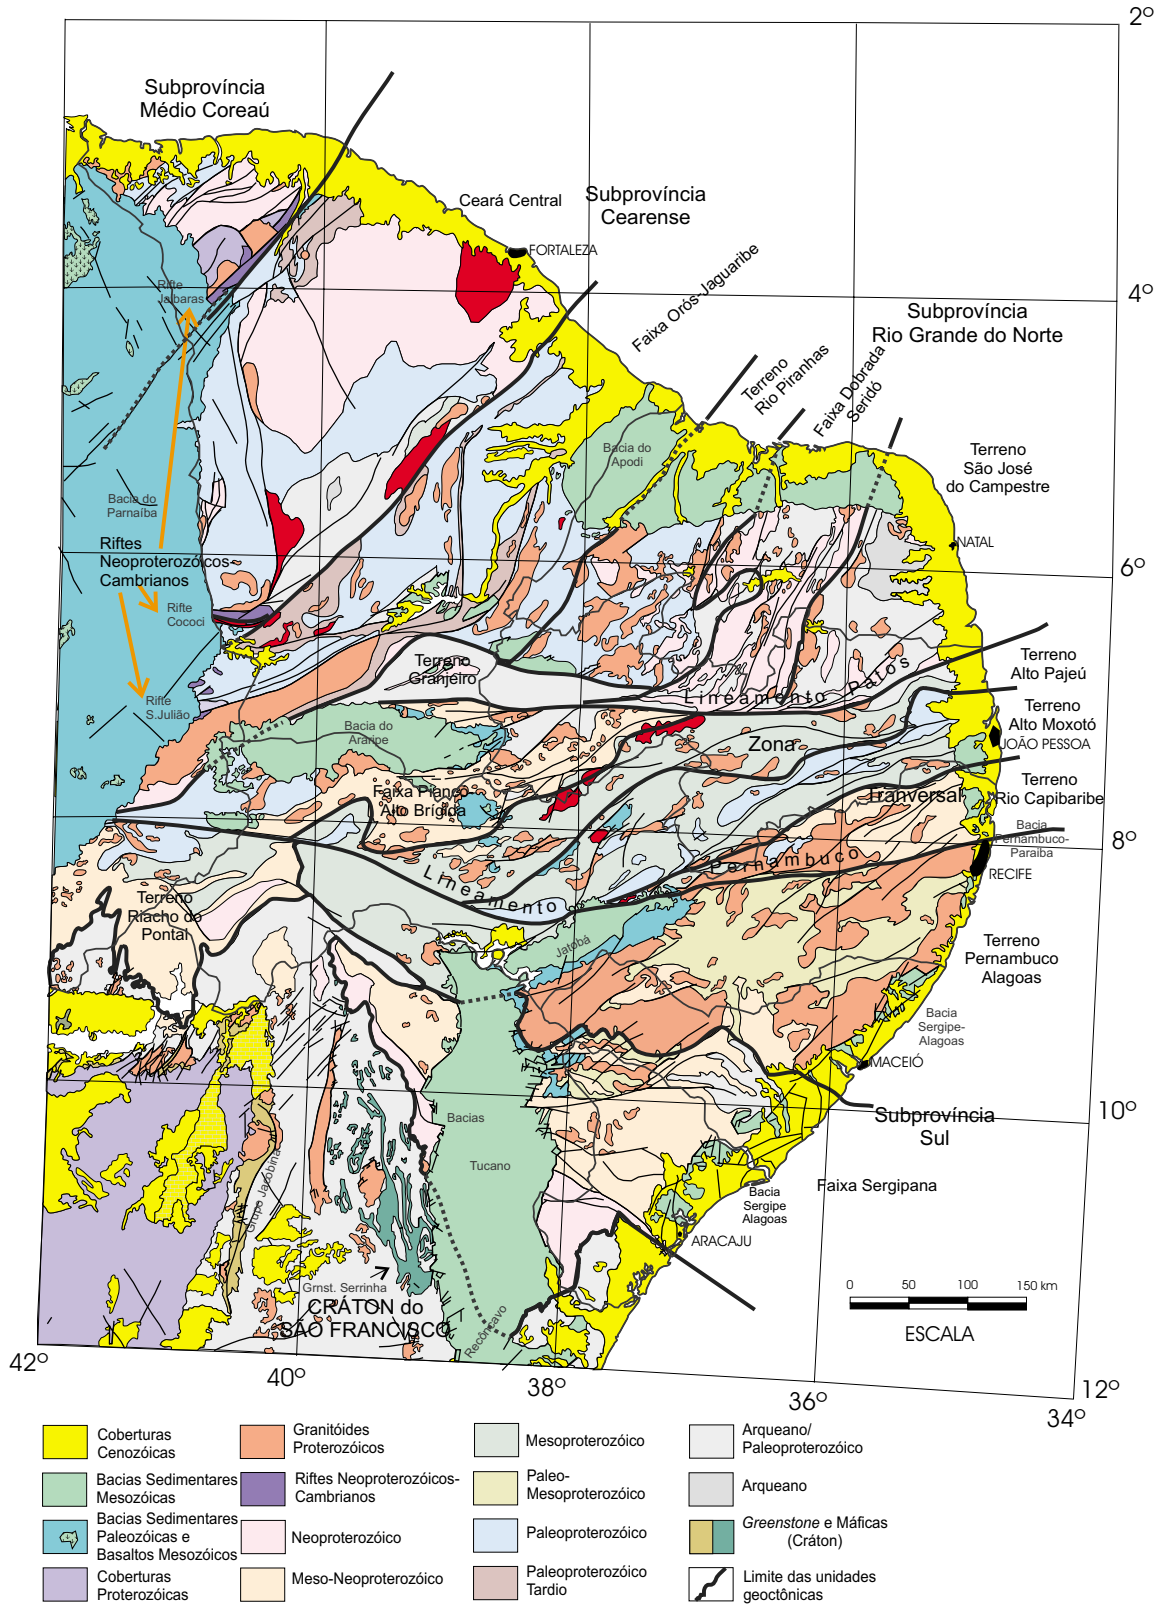 2º
Subprovíncia
Médio Coreaú
Ceará Central
Subprovíncia
Cearense
FORTALEZA
Faixa Orós-Jaguaribe
4º
Rifte
Jaibaras
Subprovíncia
Rio Grande do Norte
Terreno
Rio Piranhas
Faixa Dobrada
Seridó
Terreno
São José
do Campestre
Bacia do
Apodi
Bacia do
Parnaíba
NATAL
6º
Riftes
Neoproterozóicos-
Cambrianos
Rifte
Cococi
Terreno
Granjeiro
Lineamento Patos
Terreno
Alto Pajeú
Rifte
S.Julião
Terreno
Alto Moxotó
JOÃO PESSOA
Bacia do
Araripe
Zona
Tranversal
Terreno
Rio Capibaribe
Faixa Piancó-
Alto Brígida
Bacia
Pernambuco-
Paraiba
8º
Lineamento
Pernambuco
RECIFE
Terreno
Riacho do
Pontal
Jatobá
Terreno
Pernambuco
Alagoas
Bacia
Sergipe-
Alagoas
MACEIÓ
Bacias
Tucano
10º
Subprovíncia
Sul
Grupo Jacobina
Faixa Sergipana
Bacia
Sergipe
Alagoas
ARACAJU
Grnst. Serrinha
CRÁTON do
SÃO FRANCISCO
Recôncavo
0 50 100 150 km
ESCALA
42º
40º
38º
36º
34º
12º
Coberturas
Cenozóicas
Bacias Sedimentares
Mesozóicas
Bacias Sedimentares
Paleozóicas e
Basaltos Mesozóicos
Coberturas
Proterozóicas
Granitóides
Proterozóicos
Riftes Neoproterozóicos-
Cambrianos
Neoproterozóico
Meso-Neoproterozóico
Mesoproterozóico
Paleo-
Mesoproterozóico
Paleoproterozóico
Paleoproterozóico
Tardio
Arqueano/
Paleoproterozóico
Arqueano
Greenstone e Máficas
(Cráton)
Limite das unidades
geoctônicas